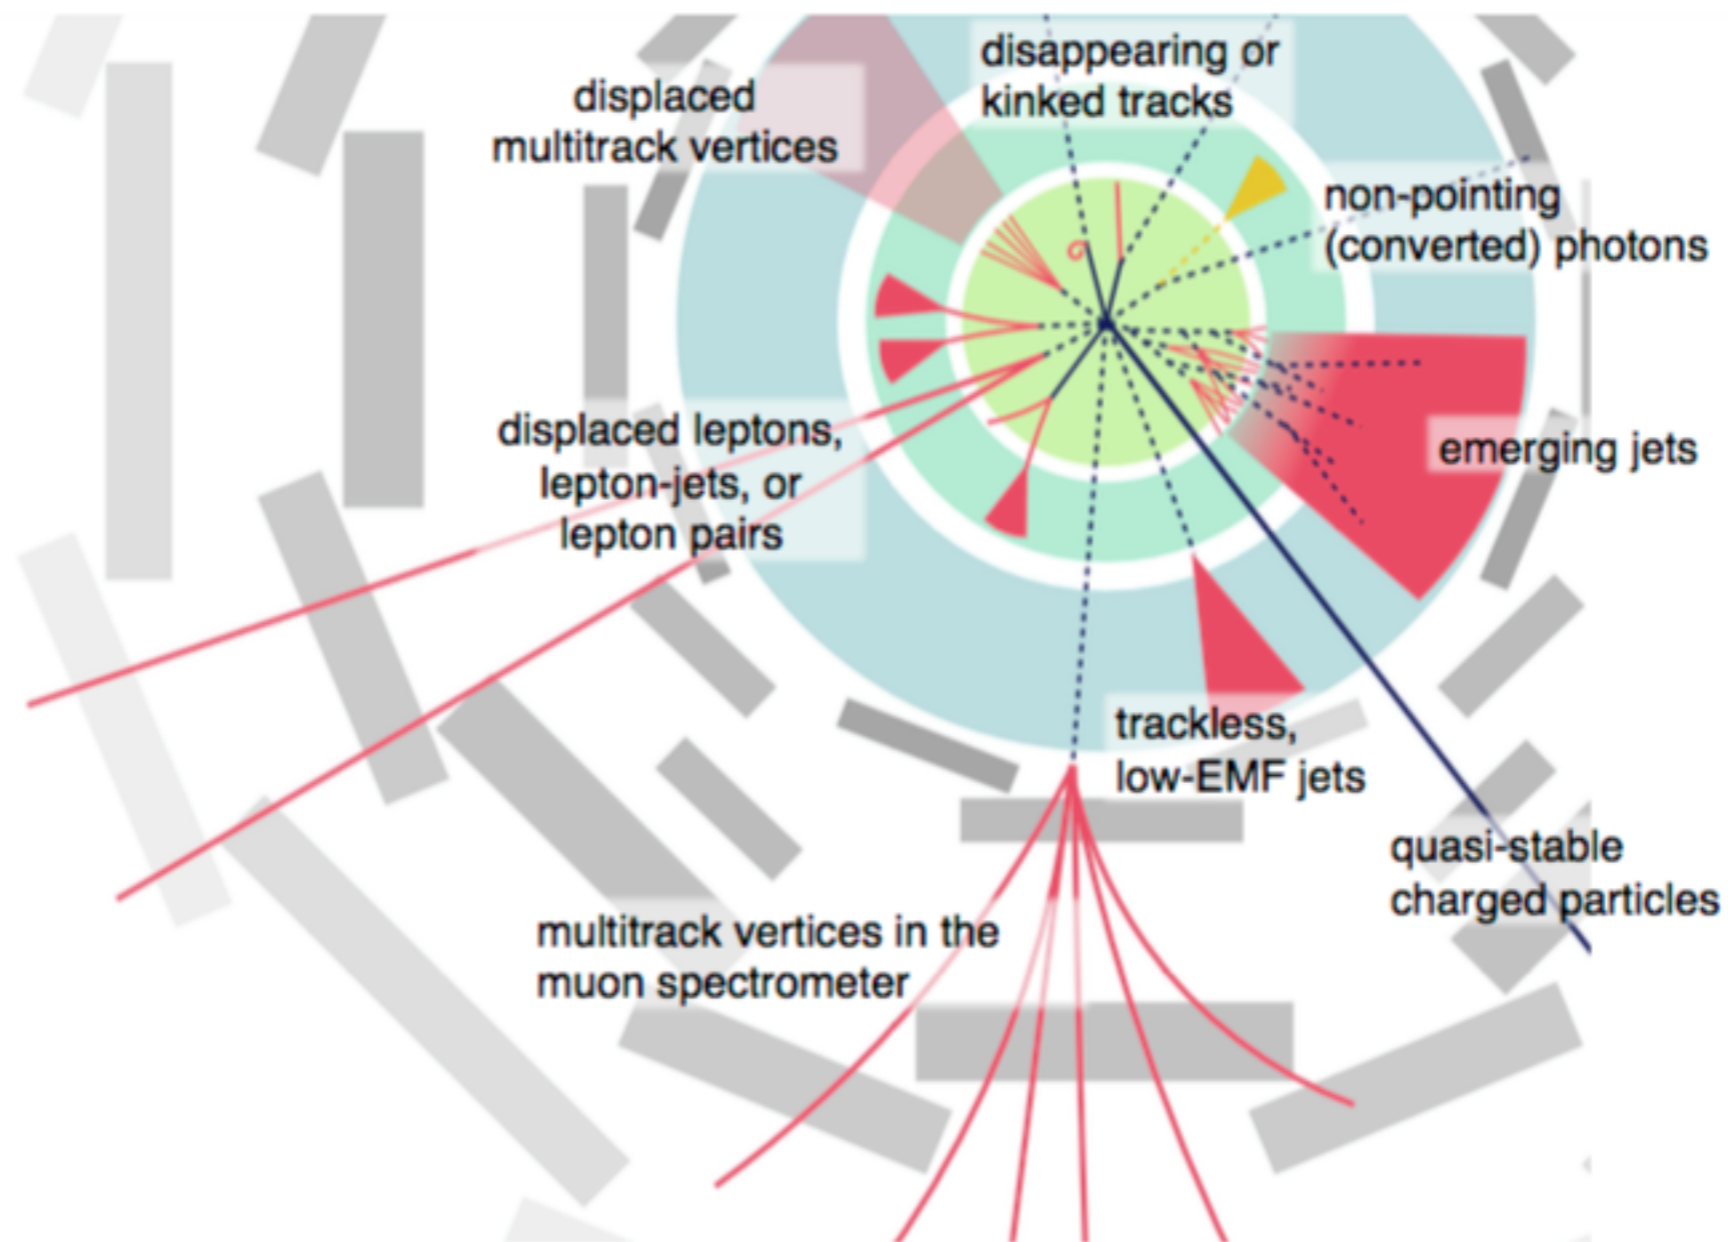 disappearing or
kinked tracks
displaced
multitrack vertices
non-pointing
(converted) photons
displaced leptons,
lepton-jets, or
lepton pairs
emerging jets
trackless,
low-EMF jets
quasi-stable
charged particles
multitrack vertices in the
muon spectrometer